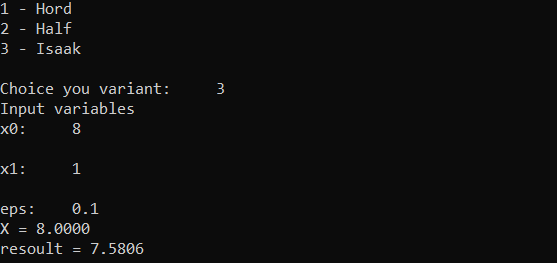 1 - Hord
2 - Half
3 - Isaak
Choice you variant: 3
Input variables
x0: 8
x1: 1
eps: 0.1
X = 8.0000
resoult = 7.5806